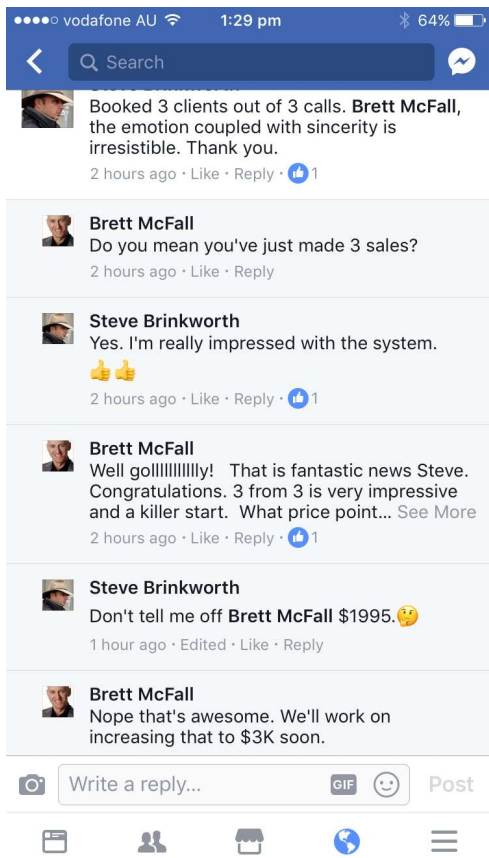 vodafone AU 1:29 pm 64%
Search
Booked 3 clients out of 3 calls. Brett McFall,
the emotion coupled with sincerity is
irresistible. Thank you.
2 hours ago · Like · Reply · 1
Brett McFall
Do you mean you've just made 3 sales?
2 hours ago · Like · Reply
Steve Brinkworth
Yes. I'm really impressed with the system.
👍👍
2 hours ago · Like · Reply · 1
Brett McFall
Well golllllllllllly! That is fantastic news Steve.
Congratulations. 3 from 3 is very impressive
and a killer start. What price point... See More
2 hours ago · Like · Reply · 1
Steve Brinkworth
Don't tell me off Brett McFall $1995.🤔
1 hour ago · Edited · Like · Reply
Brett McFall
Nope that's awesome. We'll work on
increasing that to $3K soon.
Write a reply... GIF Post